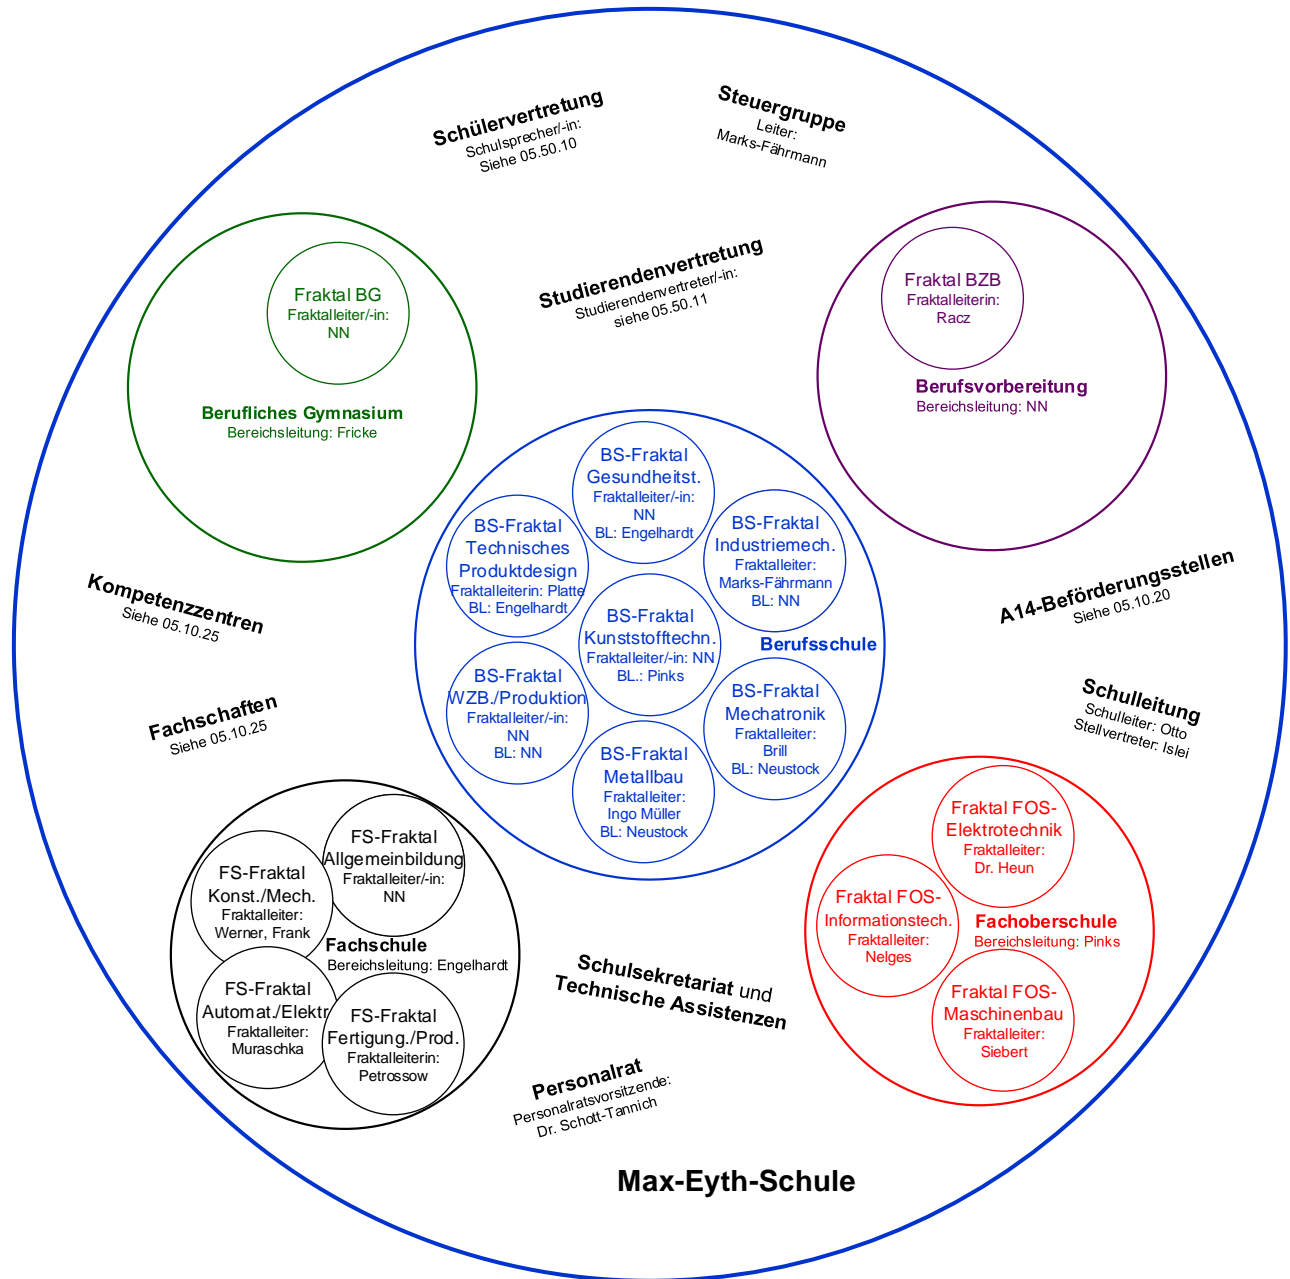 Schülervertretung
Schulsprecher/-in:
Siehe 05.50.10
Steuergruppe
Leiter:
Marks-Fährmann
Studierendenvertretung
Studierendenvertreter/-in:
siehe 05.50.11
Fraktal BG
Fraktalleiter/-in:
NN
Berufliches Gymnasium
Bereichsleitung: Fricke
Fraktal BZB
Fraktalleiterin:
Racz
Berufsvorbereitung
Bereichsleitung: NN
BS-Fraktal
Gesundheitst.
Fraktalleiter/-in:
NN
BL: Engelhardt
BS-Fraktal
Technisches
Produktdesign
Fraktalleiterin: Platte
BL: Engelhardt
BS-Fraktal
Industriemech.
Fraktalleiter:
Marks-Fährmann
BL: NN
BS-Fraktal
Kunststofftechn.
Fraktalleiter/-in: NN
BL.: Pinks
Berufsschule
BS-Fraktal
WZB./Produktion
Fraktalleiter/-in:
NN
BL: NN
BS-Fraktal
Mechatronik
Fraktalleiter:
Brill
BL: Neustock
BS-Fraktal
Metallbau
Fraktalleiter:
Ingo Müller
BL: Neustock
Kompetenzzentren
Siehe 05.10.25
Fachschaften
Siehe 05.10.25
A14-Beförderungsstellen
Siehe 05.10.20
Schulleitung
Schulleiter: Otto
Stellvertreter: Islei
FS-Fraktal
Allgemeinbildung
Fraktalleiter/-in:
NN
FS-Fraktal
Konst./Mech.
Fraktalleiter:
Werner, Frank
Fachschule
Bereichsleitung: Engelhardt
FS-Fraktal
Automat./Elektr
Fraktalleiter:
Muraschka
FS-Fraktal
Fertigung./Prod.
Fraktalleiterin:
Petrossow
Fraktal FOS-
Elektrotechnik
Fraktalleiter:
Dr. Heun
Fraktal FOS-
Informationstech.
Fraktalleiter:
Nelges
Fachoberschule
Bereichsleitung: Pinks
Fraktal FOS-
Maschinenbau
Fraktalleiter:
Siebert
Schulsekretariat und
Technische Assistenzen
Personalrat
Personalratsvorsitzende:
Dr. Schott-Tannich
Max-Eyth-Schule